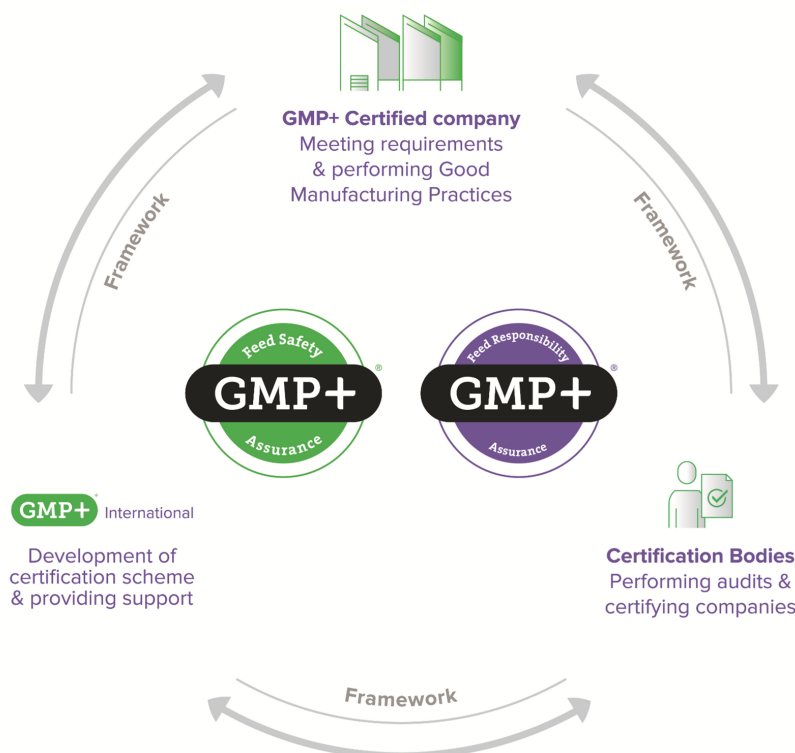 GMP+ Certified company
Meeting requirements
& performing Good
Manufacturing Practices
Framework
Framework
Feed Safety
GMP+®
Assurance
Feed Responsibility
GMP+®
Assurance
GMP+® International
Development of
certification scheme
& providing support
Certification Bodies
Performing audits &
certifying companies
Framework